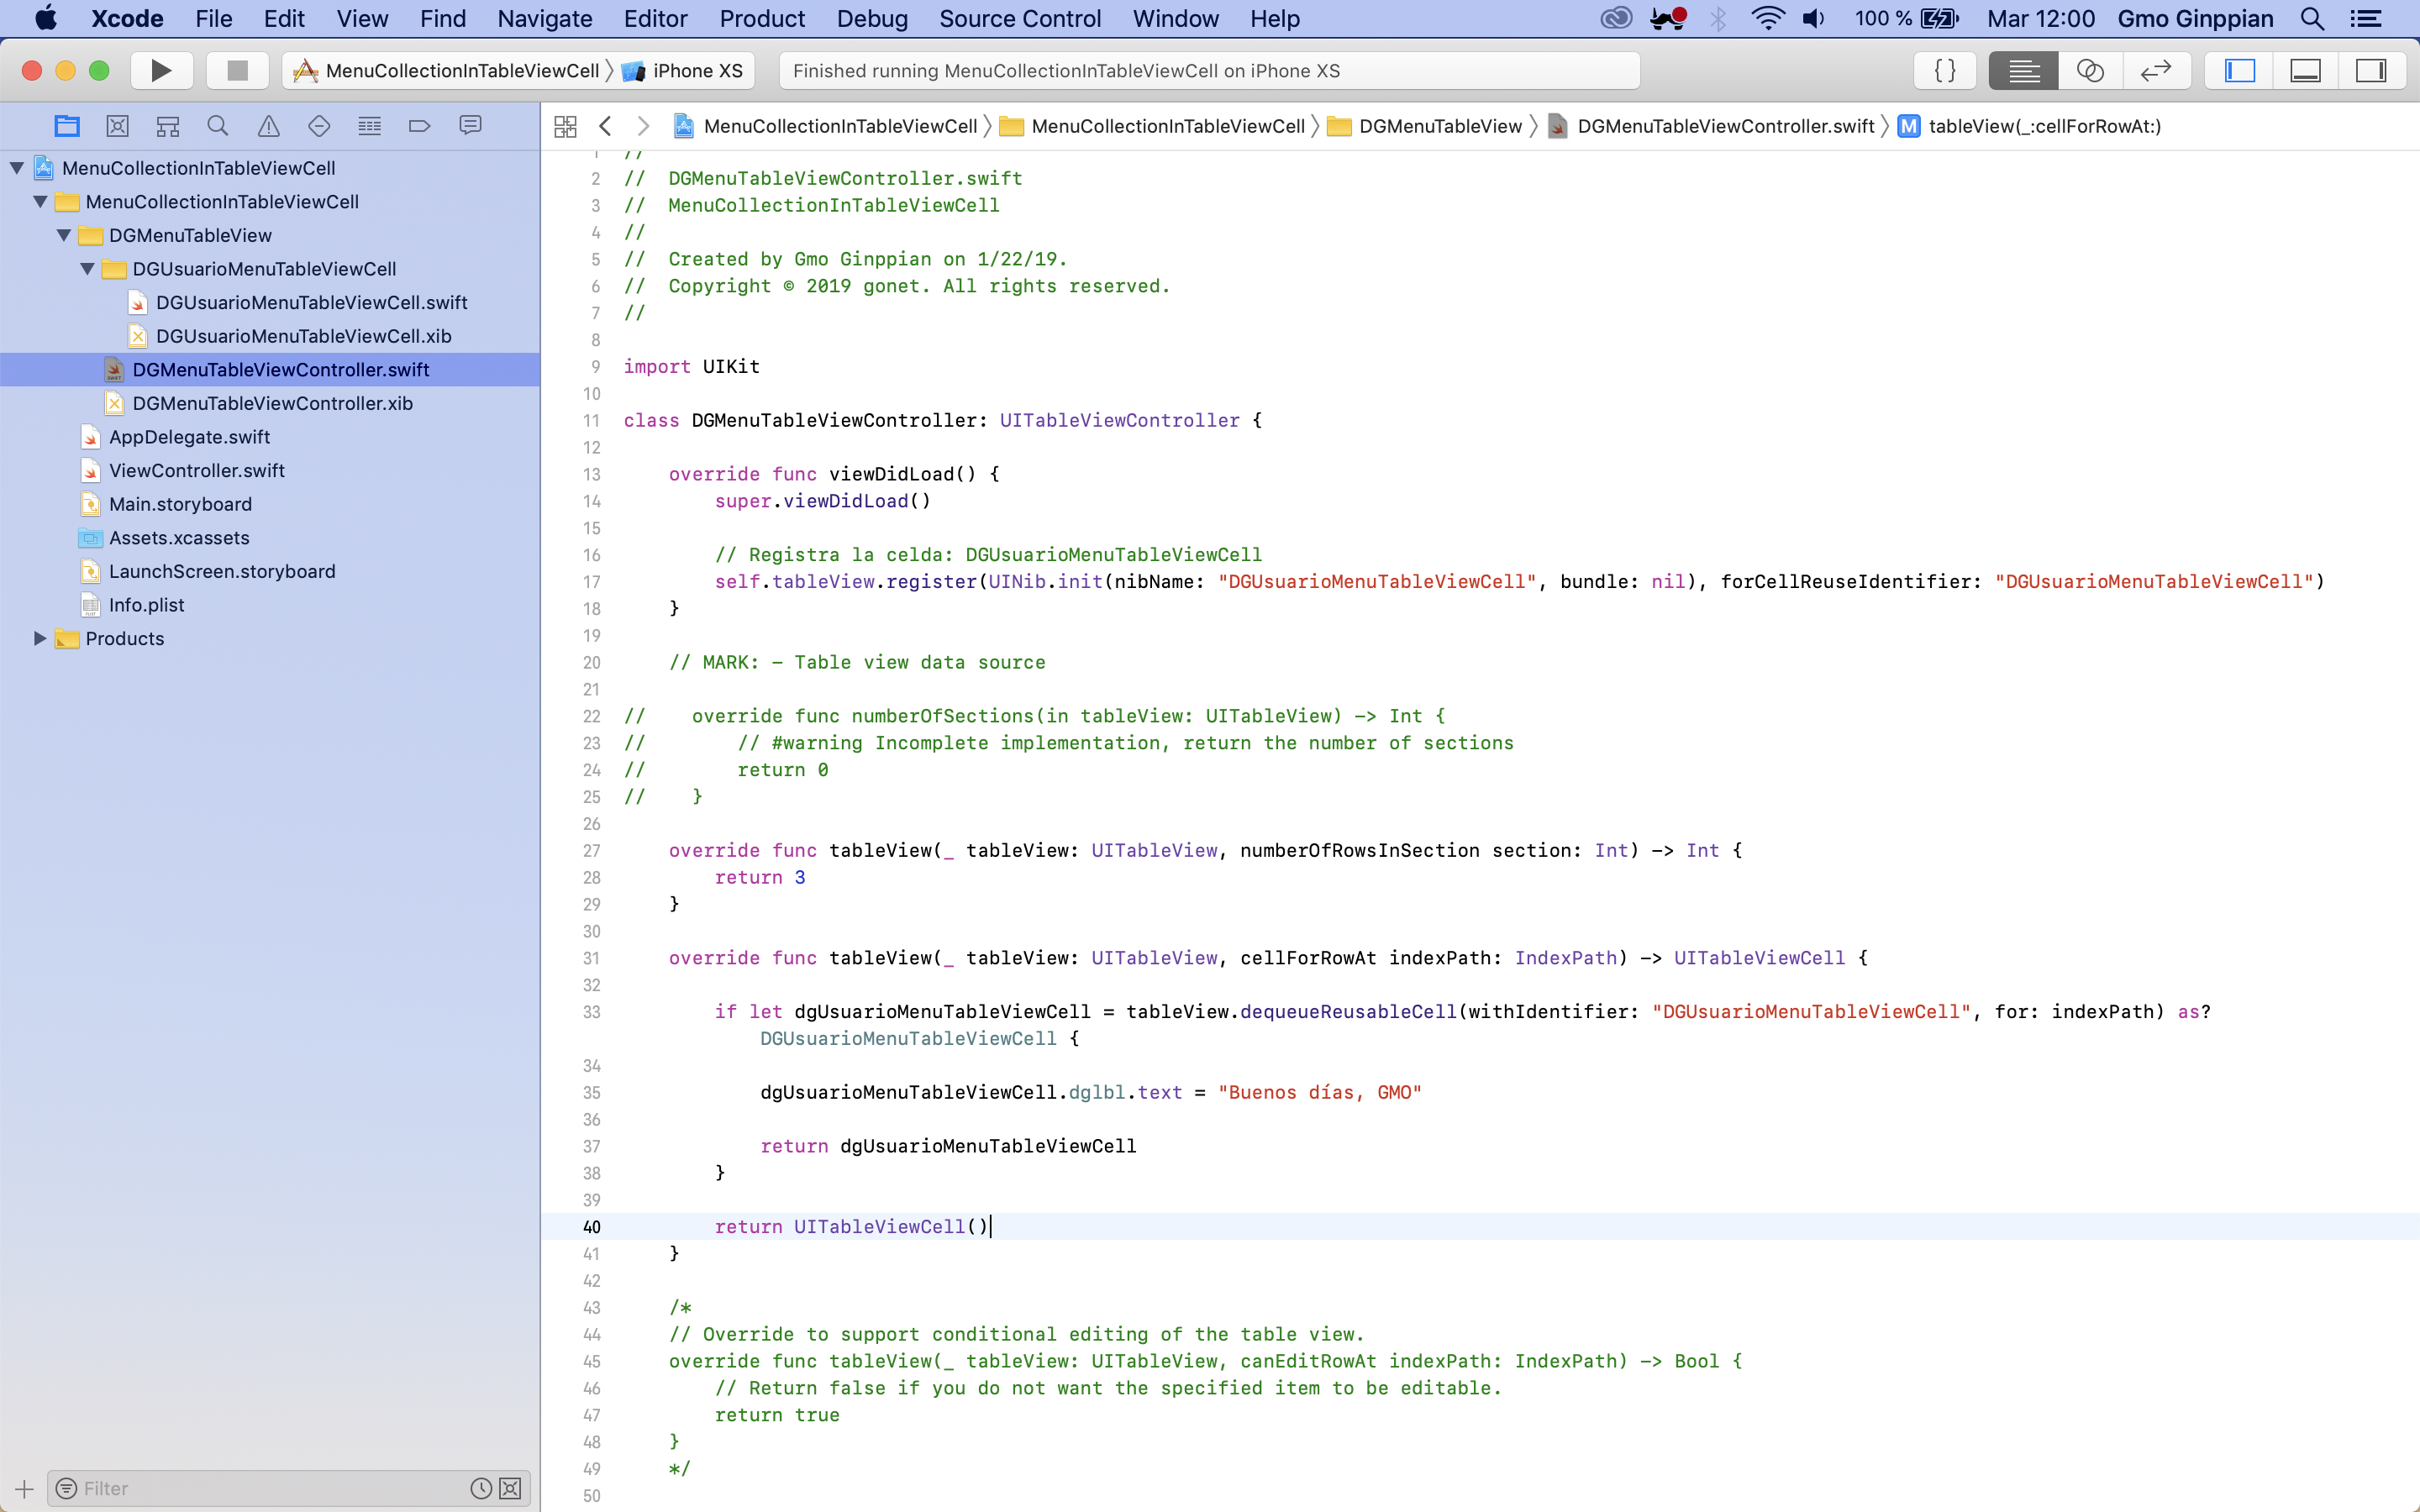 Xcode File Edit View Find Navigate Editor Product Debug Source Control Window Help 100 % Mar 12:00 Gmo Ginppian
MenuCollectionInTableViewCell iPhone XS Finished running MenuCollectionInTableViewCell on iPhone XS { }
MenuCollectionInTableViewCell MenuCollectionInTableViewCell DGMenuTableView DGMenuTableViewController.swift M tableView(_:cellForRowAt:)
MenuCollectionInTableViewCell
MenuCollectionInTableViewCell
DGMenuTableView
DGUsuarioMenuTableViewCell
DGUsuarioMenuTableViewCell.swift
DGUsuarioMenuTableViewCell.xib
DGMenuTableViewController.swift
DGMenuTableViewController.xib
AppDelegate.swift
ViewController.swift
Main.storyboard
Assets.xcassets
LaunchScreen.storyboard
Info.plist
Products
Filter
1 //
2 //  DGMenuTableViewController.swift
3 //  MenuCollectionInTableViewCell
4 //
5 //  Created by Gmo Ginppian on 1/22/19.
6 //  Copyright © 2019 gonet. All rights reserved.
7 //
8
9 import UIKit
10
11 class DGMenuTableViewController: UITableViewController {
12
13     override func viewDidLoad() {
14         super.viewDidLoad()
15
16         // Registra la celda: DGUsuarioMenuTableViewCell
17         self.tableView.register(UINib.init(nibName: "DGUsuarioMenuTableViewCell", bundle: nil), forCellReuseIdentifier: "DGUsuarioMenuTableViewCell")
18     }
19
20     // MARK: - Table view data source
21
22 //    override func numberOfSections(in tableView: UITableView) -> Int {
23 //        // #warning Incomplete implementation, return the number of sections
24 //        return 0
25 //    }
26
27     override func tableView(_ tableView: UITableView, numberOfRowsInSection section: Int) -> Int {
28         return 3
29     }
30
31     override func tableView(_ tableView: UITableView, cellForRowAt indexPath: IndexPath) -> UITableViewCell {
32
33         if let dgUsuarioMenuTableViewCell = tableView.dequeueReusableCell(withIdentifier: "DGUsuarioMenuTableViewCell", for: indexPath) as?
            DGUsuarioMenuTableViewCell {
34
35             dgUsuarioMenuTableViewCell.dglbl.text = "Buenos días, GMO"
36
37             return dgUsuarioMenuTableViewCell
38         }
39
40         return UITableViewCell()
41     }
42
43     /*
44     // Override to support conditional editing of the table view.
45     override func tableView(_ tableView: UITableView, canEditRowAt indexPath: IndexPath) -> Bool {
46         // Return false if you do not want the specified item to be editable.
47         return true
48     }
49     */
50